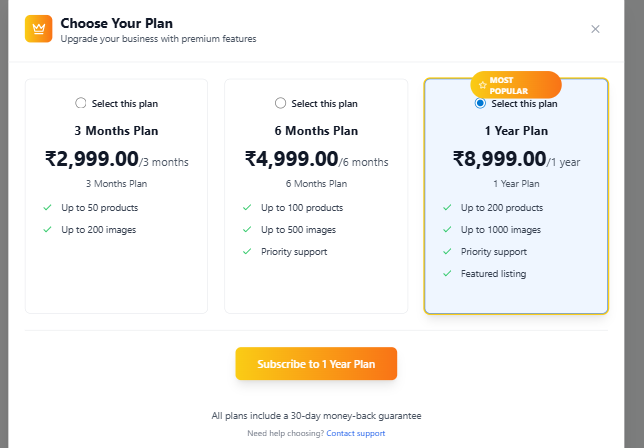 Choose Your Plan
Upgrade your business with premium features
MOST
POPULAR
Select this plan
Select this plan
Select this plan
3 Months Plan
₹2,999.00/3 months
3 Months Plan
Up to 50 products
Up to 200 images
6 Months Plan
₹4,999.00/6 months
6 Months Plan
Up to 100 products
Up to 500 images
Priority support
1 Year Plan
₹8,999.00/1 year
1 Year Plan
Up to 200 products
Up to 1000 images
Priority support
Featured listing
Subscribe to 1 Year Plan
All plans include a 30-day money-back guarantee
Need help choosing? Contact support